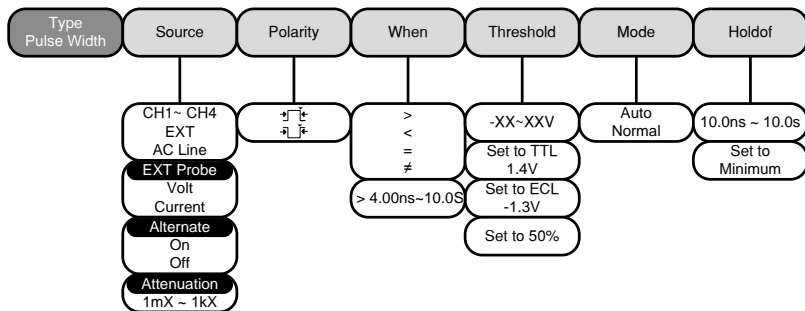 Type
Pulse Width
Source
Polarity
When
Threshold
Mode
Holdof
CH1~ CH4
EXT
AC Line
EXT Probe
Volt
Current
Alternate
On
Off
Attenuation
1mX ~ 1kX
>
<
=
≠
> 4.00ns~10.0S
-XX~XXV
Set to TTL
1.4V
Set to ECL
-1.3V
Set to 50%
Auto
Normal
10.0ns ~ 10.0s
Set to
Minimum